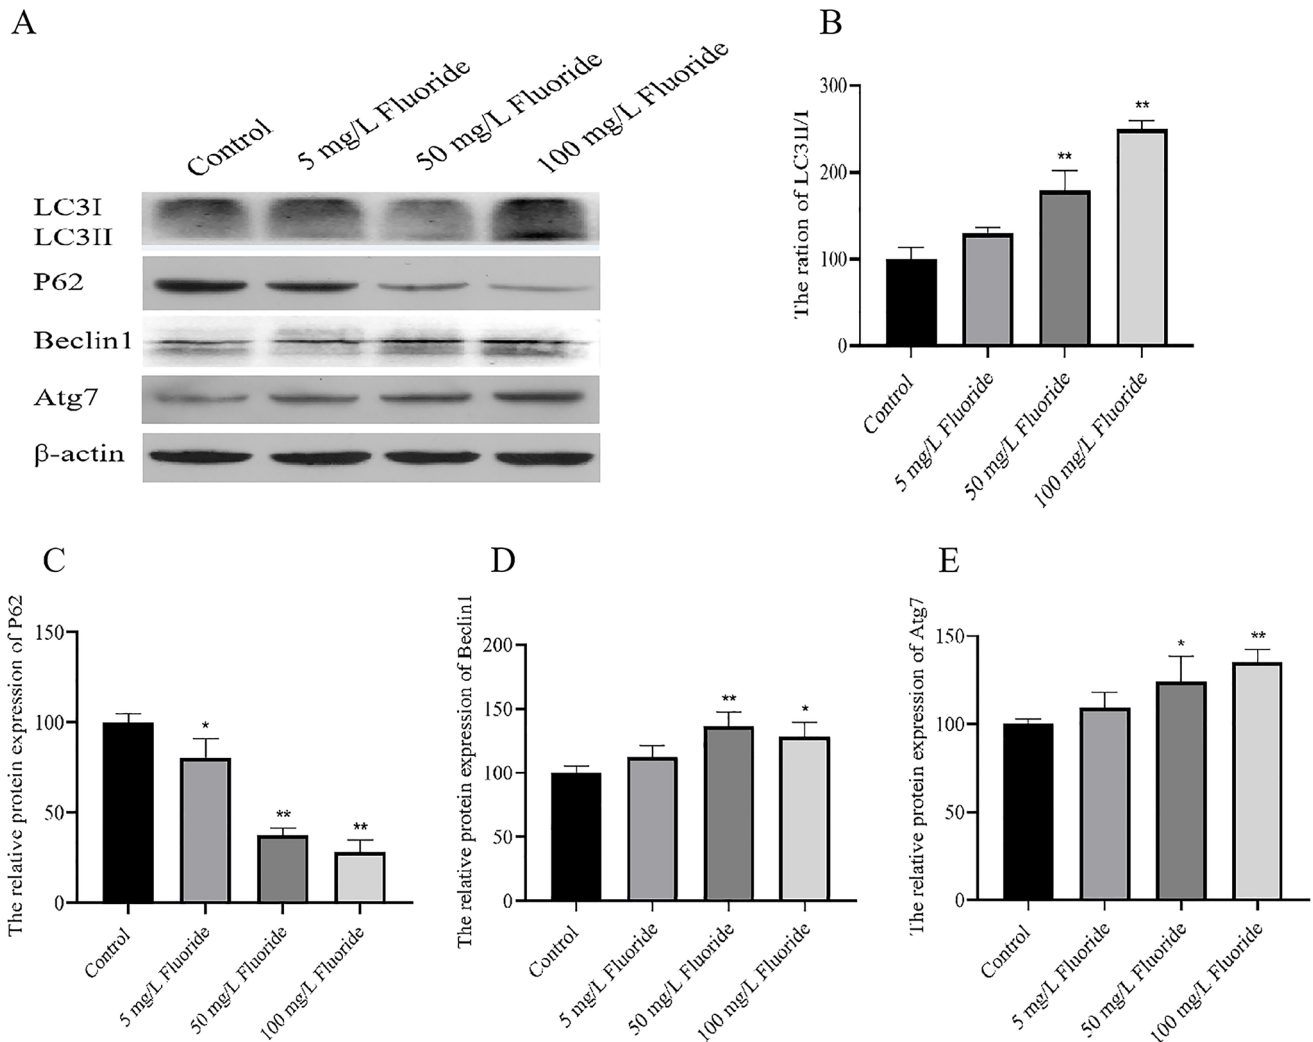 A
Control
5 mg/L Fluoride
50 mg/L Fluoride
100 mg/L Fluoride
LC3I
LC3II
P62
Beclin1
Atg7
β-actin
B
The ration of LC3II/I
300
200
100
0
**
**
Control
5 mg/L Fluoride
50 mg/L Fluoride
100 mg/L Fluoride
C
The relative protein expression of P62
150
100
50
0
*
**
**
Control
5 mg/L Fluoride
50 mg/L Fluoride
100 mg/L Fluoride
D
The relative protein expression of Beclin1
200
150
100
50
0
**
*
Control
5 mg/L Fluoride
50 mg/L Fluoride
100 mg/L Fluoride
E
The relative protein expression of Atg7
150
100
50
0
*
**
Control
5 mg/L Fluoride
50 mg/L Fluoride
100 mg/L Fluoride